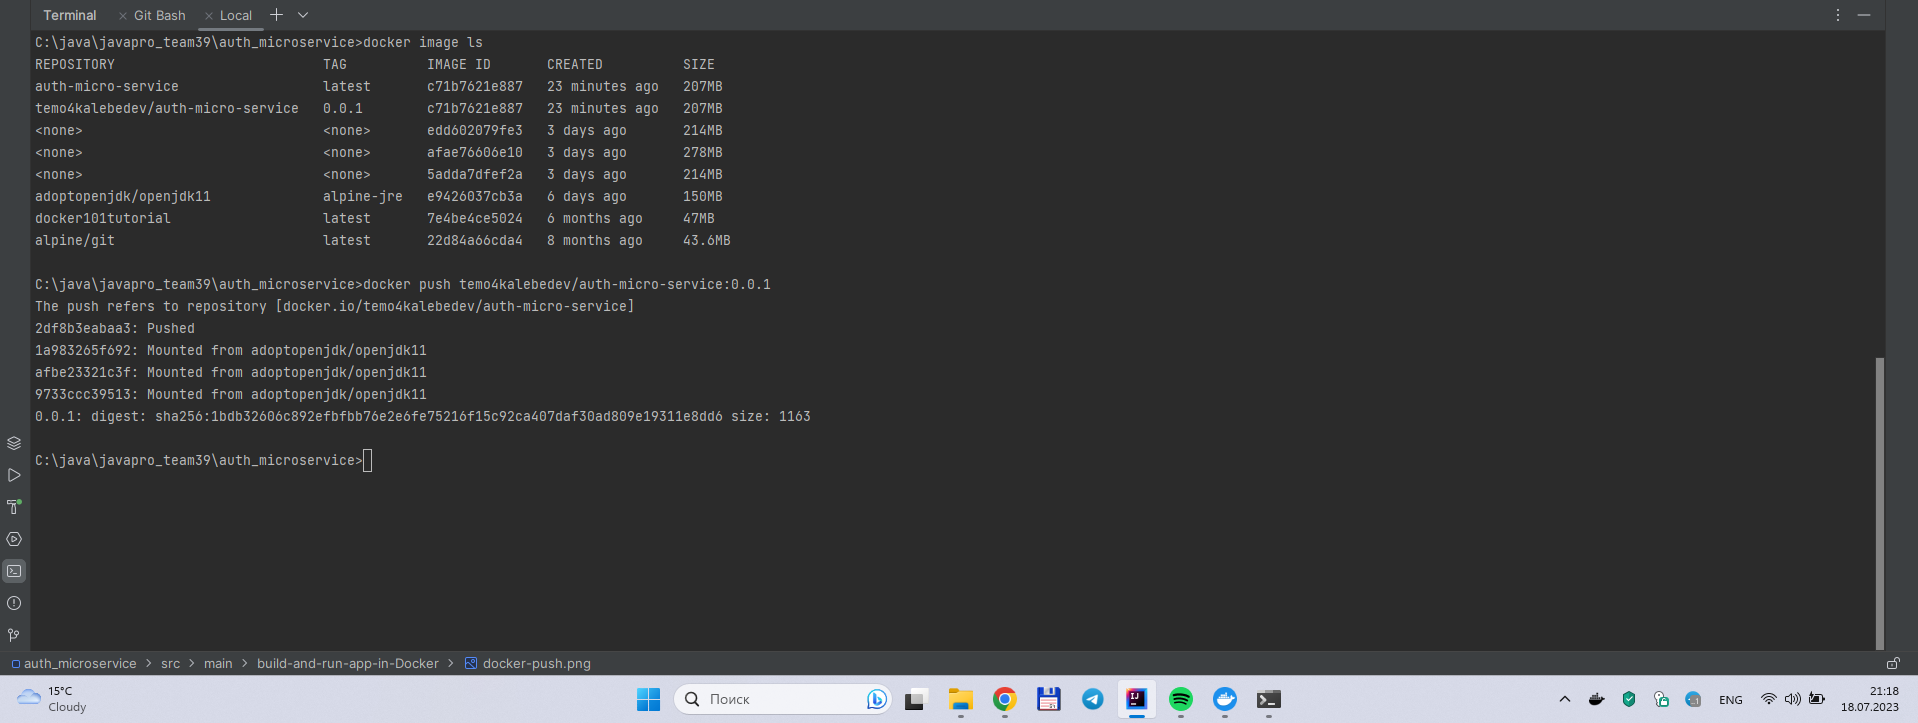 Terminal Git Bash Local
C:\java\javapro_team39\auth_microservice>docker image ls
REPOSITORY TAG IMAGE ID CREATED SIZE
auth-micro-service latest c71b7621e887 23 minutes ago 207MB
temo4kalebedev/auth-micro-service 0.0.1 c71b7621e887 23 minutes ago 207MB
<none> <none> edd602079fe3 3 days ago 214MB
<none> <none> afae76606e10 3 days ago 278MB
<none> <none> 5adda7dfef2a 3 days ago 214MB
adoptopenjdk/openjdk11 alpine-jre e9426037cb3a 6 days ago 150MB
docker101tutorial latest 7e4be4ce5024 6 months ago 47MB
alpine/git latest 22d84a66cda4 8 months ago 43.6MB
C:\java\javapro_team39\auth_microservice>docker push temo4kalebedev/auth-micro-service:0.0.1
The push refers to repository [docker.io/temo4kalebedev/auth-micro-service]
2df8b3eabaa3: Pushed
1a983265f692: Mounted from adoptopenjdk/openjdk11
afbe23321c3f: Mounted from adoptopenjdk/openjdk11
9733ccc39513: Mounted from adoptopenjdk/openjdk11
0.0.1: digest: sha256:1bdb32606c892efbfbb76e2e6fe75216f15c92ca407daf30ad809e19311e8dd6 size: 1163
C:\java\javapro_team39\auth_microservice>
auth_microservice > src > main > build-and-run-app-in-Docker > docker-push.png
15°C
Cloudy
Поиск
ENG
21:18
18.07.2023